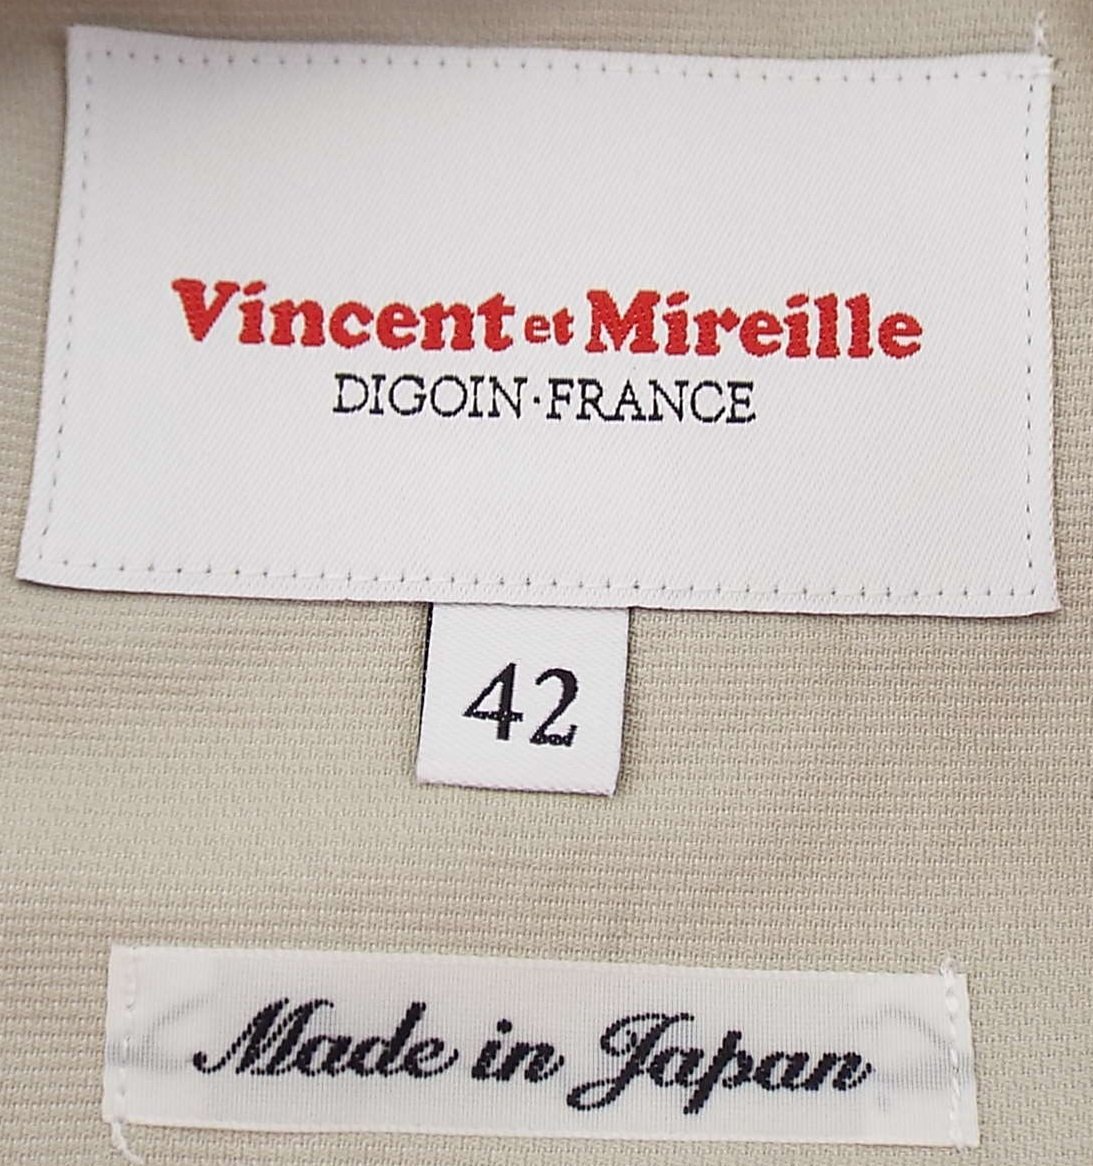 Vincent et Mireille
DIGOIN·FRANCE
42
Made in Japan